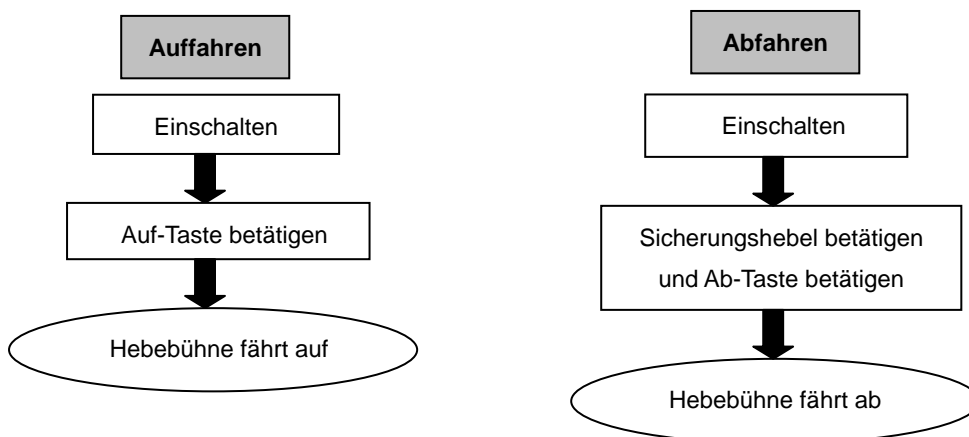 Auffahren
Einschalten
Auf-Taste betätigen
Hebebühne fährt auf
Abfahren
Einschalten
Sicherungshebel betätigen
und Ab-Taste betätigen
Hebebühne fährt ab